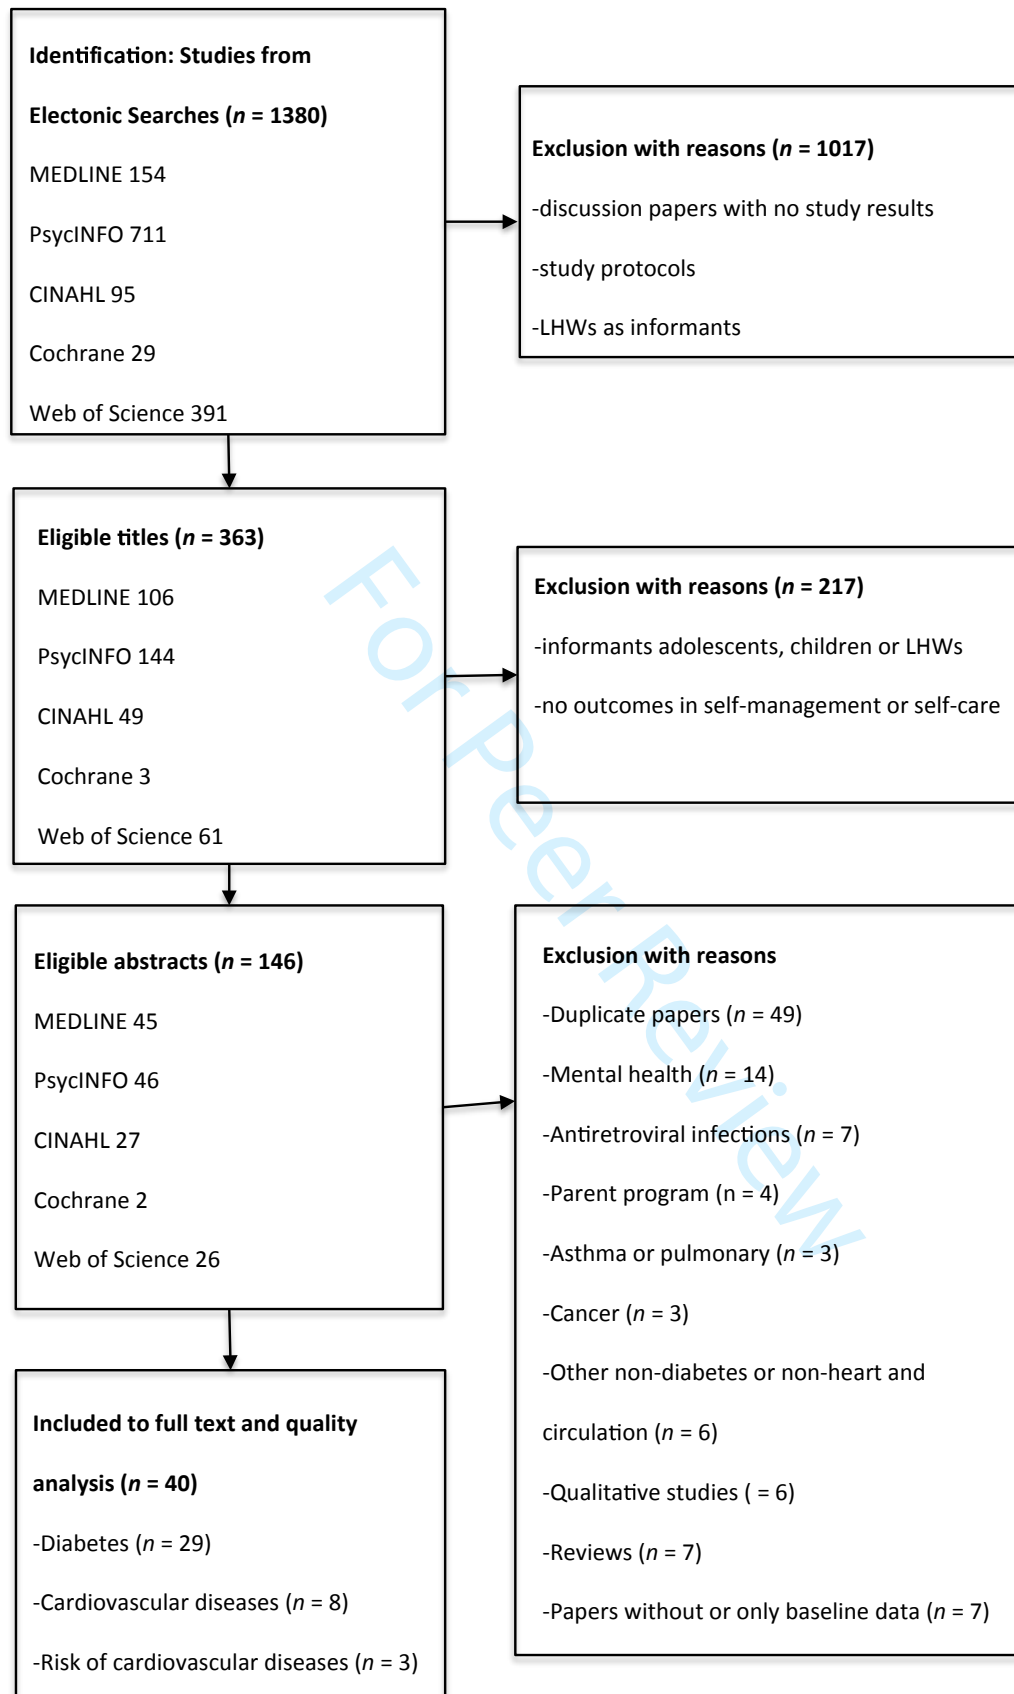 Identification: Studies from
Electonic Searches (n = 1380)
MEDLINE 154
PsycINFO 711
CINAHL 95
Cochrane 29
Web of Science 391
Exclusion with reasons (n = 1017)
-discussion papers with no study results
-study protocols
-LHWs as informants
Eligible titles (n = 363)
MEDLINE 106
PsycINFO 144
CINAHL 49
Cochrane 3
Web of Science 61
Exclusion with reasons (n = 217)
-informants adolescents, children or LHWs
-no outcomes in self-management or self-care
Eligible abstracts (n = 146)
MEDLINE 45
PsycINFO 46
CINAHL 27
Cochrane 2
Web of Science 26
Exclusion with reasons
-Duplicate papers (n = 49)
-Mental health (n = 14)
-Antiretroviral infections (n = 7)
-Parent program (n = 4)
-Asthma or pulmonary (n = 3)
-Cancer (n = 3)
-Other non-diabetes or non-heart and
circulation (n = 6)
-Qualitative studies ( = 6)
-Reviews (n = 7)
-Papers without or only baseline data (n = 7)
Included to full text and quality
analysis (n = 40)
-Diabetes (n = 29)
-Cardiovascular diseases (n = 8)
-Risk of cardiovascular diseases (n = 3)
For Peer Review